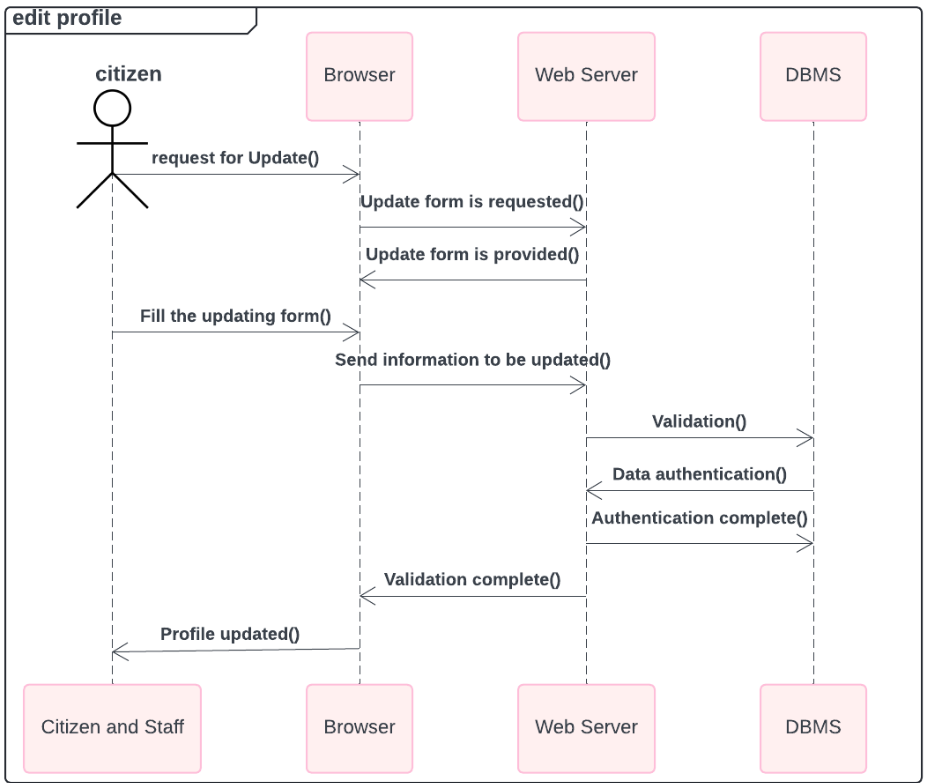 edit profile
citizen
Browser
Web Server
DBMS
request for Update()
Update form is requested()
Update form is provided()
Fill the updating form()
Send information to be updated()
Validation()
Data authentication()
Authentication complete()
Validation complete()
Profile updated()
Citizen and Staff
Browser
Web Server
DBMS